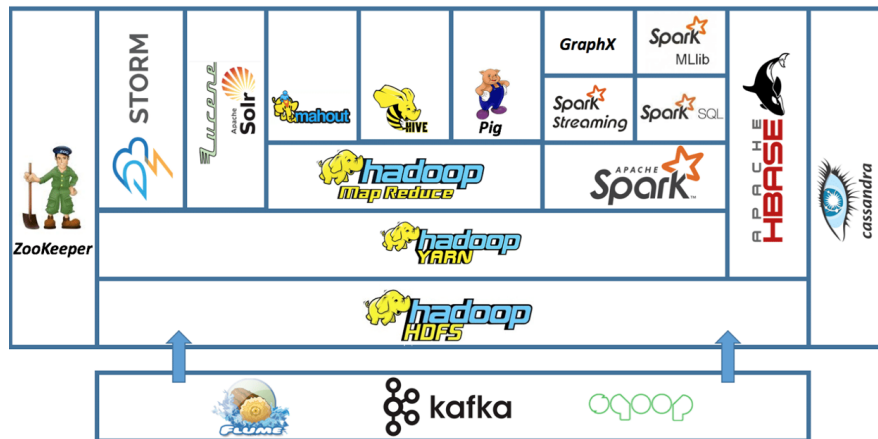 STORM
Lucene
Apache
Solr
mahout
HIVE
Pig
GraphX
Spark
MLlib
Spark
Streaming
Spark SQL
APACHE
HBASE
cassandra
ZooKeeper
hadoop
Map Reduce
APACHE
Spark™
hadoop
YARN
hadoop
HDFS
FLUME
kafka
sqoop